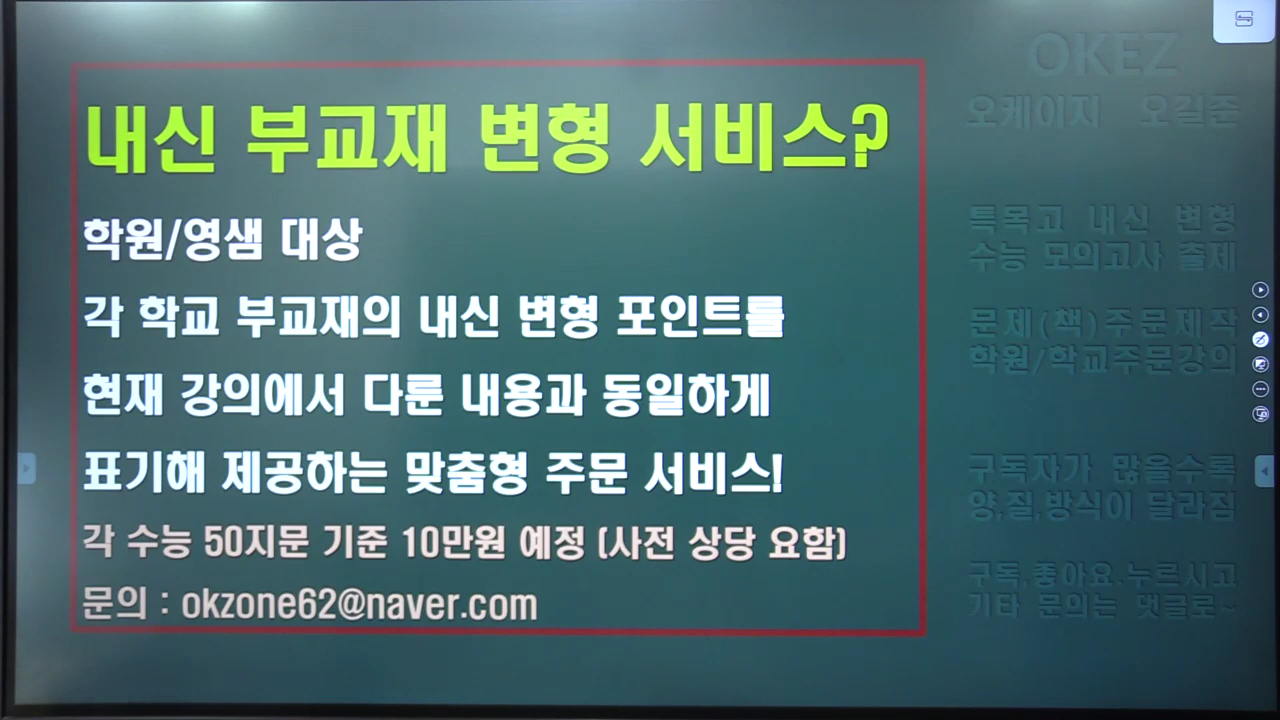 내신 부교재 변형 서비스?
학원/영샘 대상
각 학교 부교재의 내신 변형 포인트를
현재 강의에서 다룬 내용과 동일하게
표기해 제공하는 맞춤형 주문 서비스!
각 수능 50지문 기준 10만원 예정 (사전 상당 요함)
문의 : okzone62@naver.com
OKEZ
오케이지 오길준
특목고 내신 변형
수능 모의고사 출제
문제(책)주문제작
학원/학교주문강의
구독자가 많을수록
양,질,방식이 달라짐
구독,좋아요 누르시고
기타 문의는 댓글로~